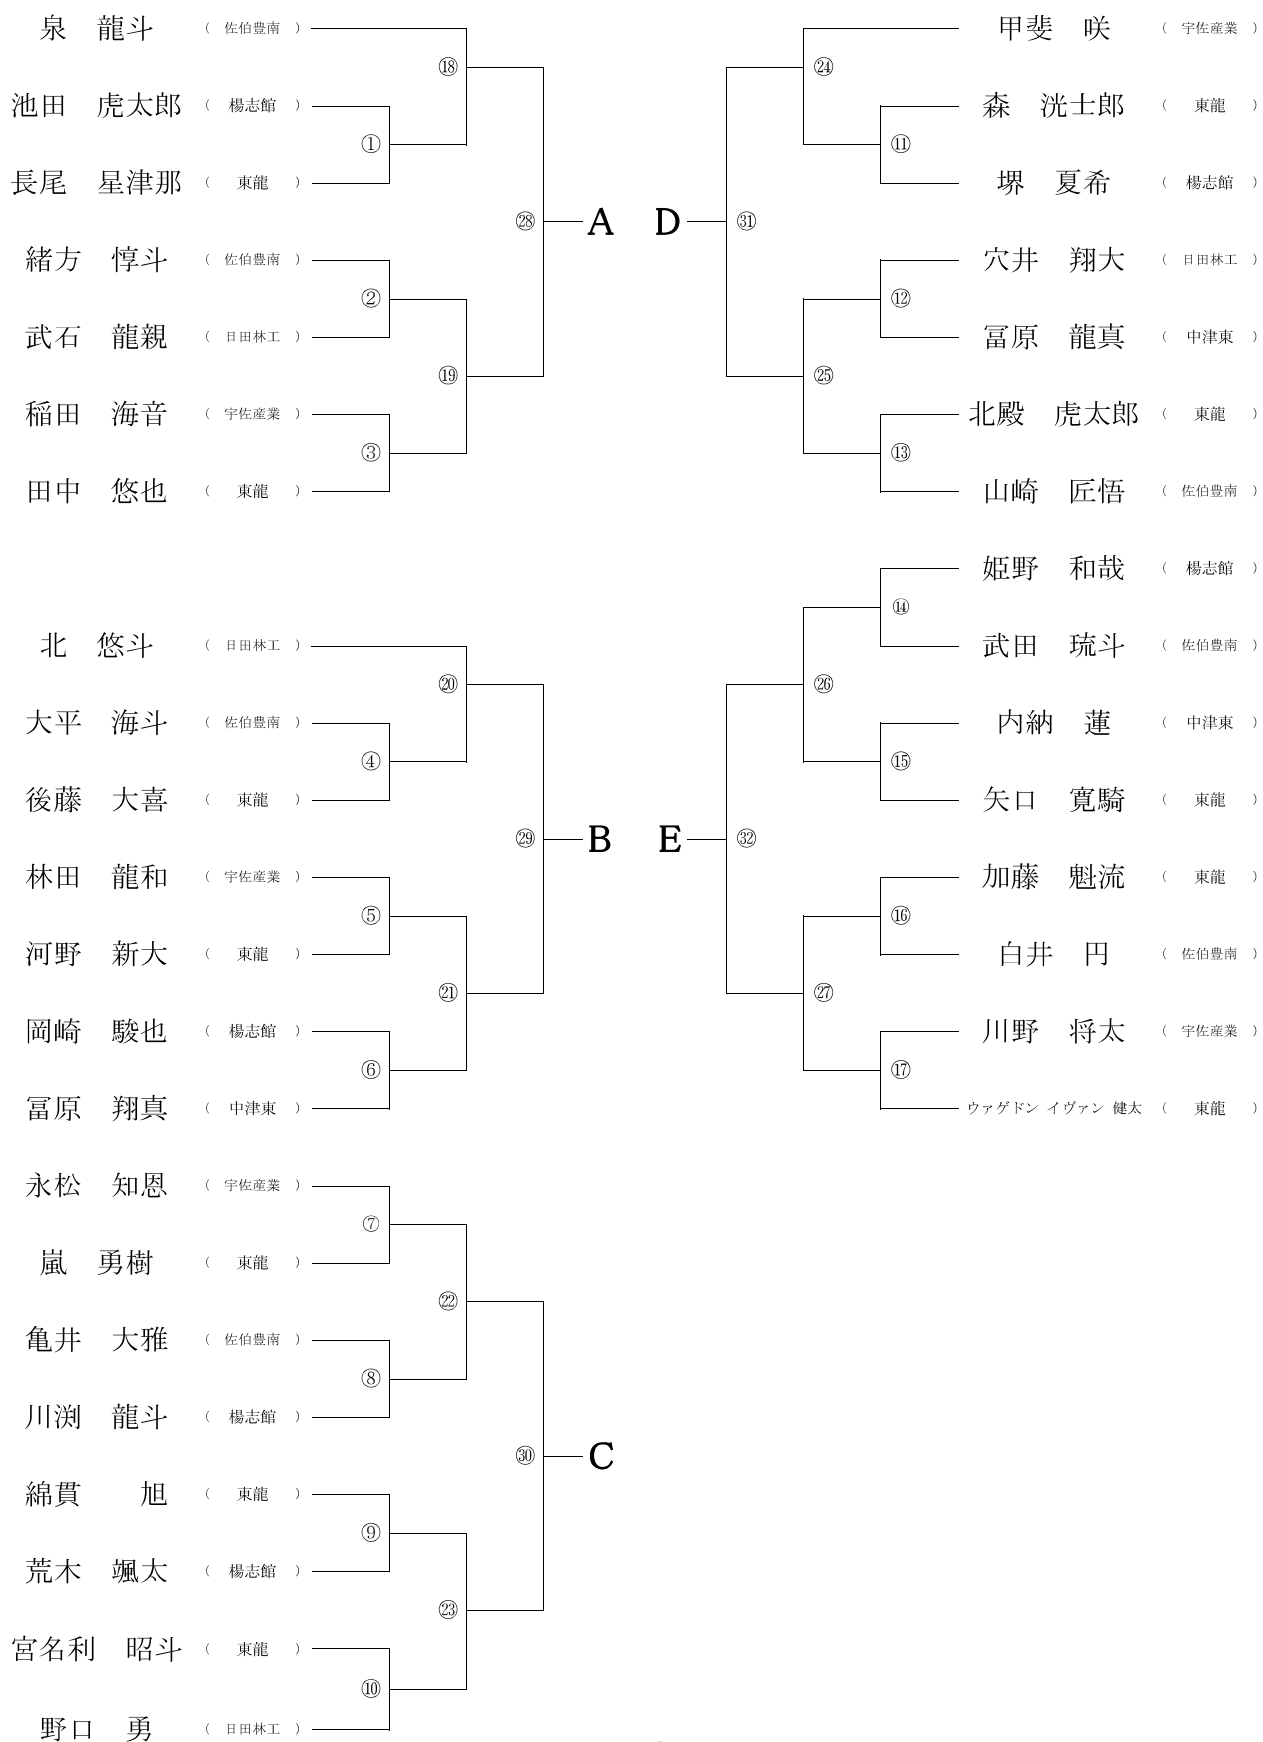 泉　龍斗 （ 佐伯豊南 ）
⑱
池田　虎太郎 （ 楊志館 ）
①
長尾　星津那 （ 東龍 ）
㉘ A
緒方　惇斗 （ 佐伯豊南 ）
②
武石　龍親 （ 日田林工 ）
⑲
稲田　海音 （ 宇佐産業 ）
③
田中　悠也 （ 東龍 ）
北　悠斗 （ 日田林工 ）
⑳
大平　海斗 （ 佐伯豊南 ）
④
後藤　大喜 （ 東龍 ）
㉙ B
林田　龍和 （ 宇佐産業 ）
⑤
河野　新大 （ 東龍 ）
㉑
岡崎　駿也 （ 楊志館 ）
⑥
冨原　翔真 （ 中津東 ）
永松　知恩 （ 宇佐産業 ）
⑦
嵐　勇樹 （ 東龍 ）
㉒
亀井　大雅 （ 佐伯豊南 ）
⑧
川渕　龍斗 （ 楊志館 ）
㉚ C
綿貫　　旭 （ 東龍 ）
⑨
荒木　颯太 （ 楊志館 ）
㉓
宮名利　昭斗 （ 東龍 ）
⑩
野口　勇 （ 日田林工 ）
甲斐　咲 （ 宇佐産業 ）
㉔
森　洸士郎 （ 東龍 ）
⑪
堺　夏希 （ 楊志館 ）
D ㉛
穴井　翔大 （ 日田林工 ）
⑫
冨原　龍真 （ 中津東 ）
㉕
北殿　虎太郎 （ 東龍 ）
⑬
山崎　匠悟 （ 佐伯豊南 ）
姫野　和哉 （ 楊志館 ）
⑭
武田　琉斗 （ 佐伯豊南 ）
㉖
内納　蓮 （ 中津東 ）
⑮
矢口　寛騎 （ 東龍 ）
E ㉜
加藤　魁流 （ 東龍 ）
⑯
白井　円 （ 佐伯豊南 ）
㉗
川野　将太 （ 宇佐産業 ）
⑰
ウァゲドン イヴァン 健太 （ 東龍 ）